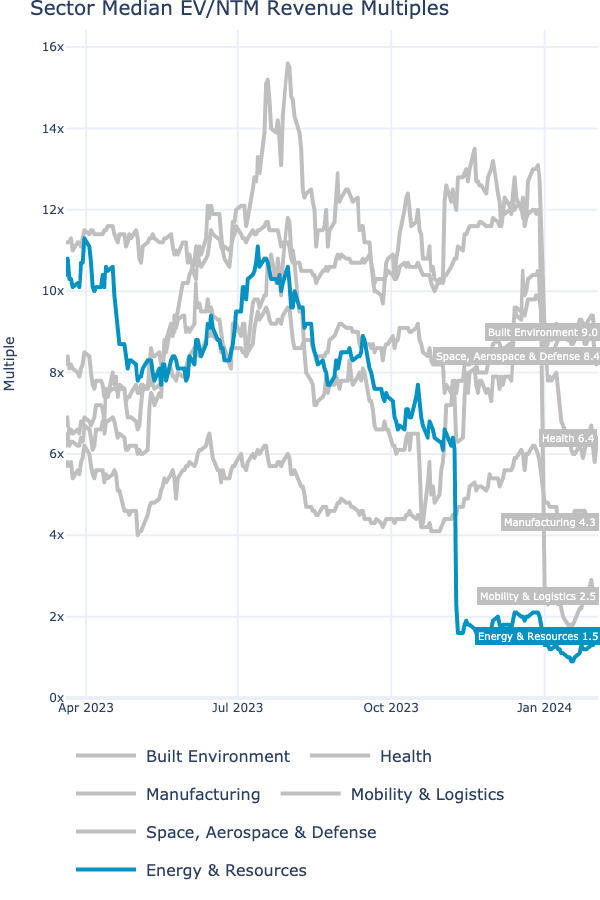 Sector Median EV/NTM Revenue Multiples
Multiple
16x
14x
12x
10x
8x
6x
4x
2x
0x
Built Environment 9.0
Space, Aerospace & Defense 8.4
Health 6.4
Manufacturing 4.3
Mobility & Logistics 2.5
Energy & Resources 1.5
Apr 2023 Jul 2023 Oct 2023 Jan 2024
Built Environment Health
Manufacturing Mobility & Logistics
Space, Aerospace & Defense
Energy & Resources